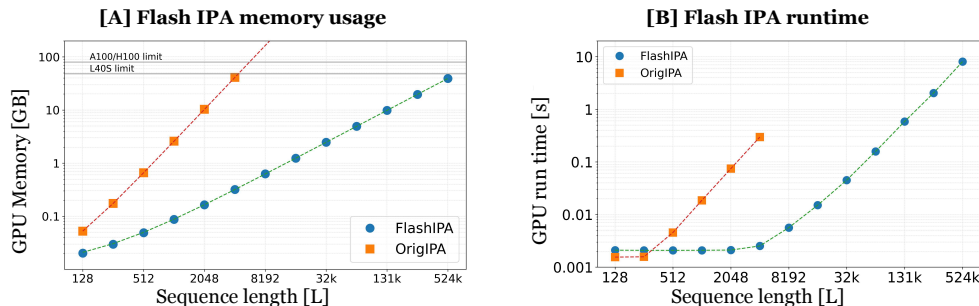 [A] Flash IPA memory usage
GPU Memory [GB]
100
10
1
0.1
A100/H100 limit
L40S limit
FlashIPA
OrigIPA
128 512 2048 8192 32k 131k 524k
Sequence length [L]
[B] Flash IPA runtime
GPU run time [s]
10
1
0.1
0.01
0.001
FlashIPA
OrigIPA
128 512 2048 8192 32k 131k 524k
Sequence length [L]